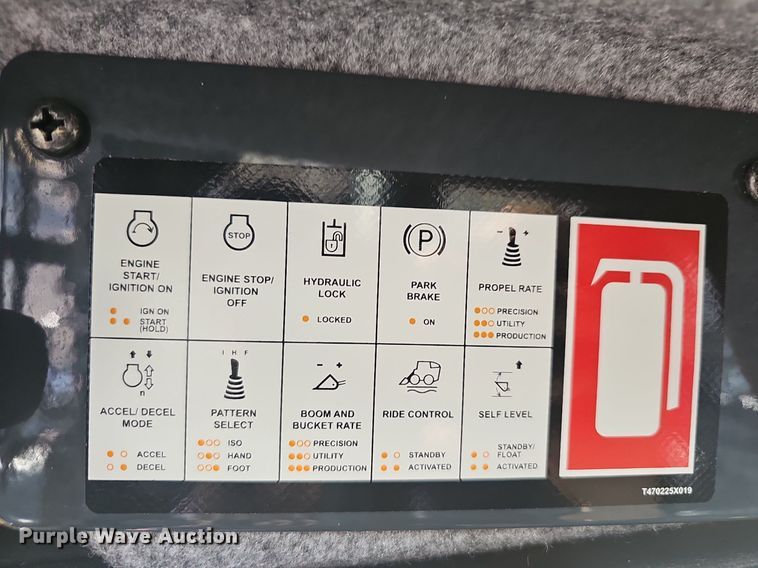 STOP
P
- +
ENGINE
START/
IGNITION ON
IGN ON
START
(HOLD)
ENGINE STOP/
IGNITION
OFF
HYDRAULIC
LOCK
LOCKED
PARK
BRAKE
ON
PROPEL RATE
PRECISION
UTILITY
PRODUCTION
n
ACCEL/ DECEL
MODE
ACCEL
DECEL
I H F
PATTERN
SELECT
ISO
HAND
FOOT
- +
BOOM AND
BUCKET RATE
PRECISION
UTILITY
PRODUCTION
RIDE CONTROL
STANDBY
ACTIVATED
SELF LEVEL
STANDBY/
FLOAT
ACTIVATED
T470225X019
Purple Wave Auction